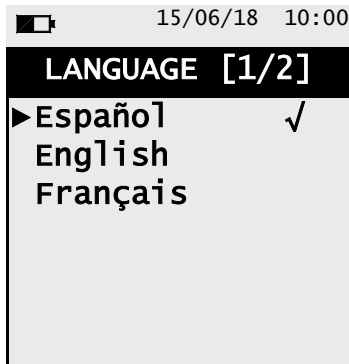 15/06/18 10:00
LANGUAGE [1/2]
▶Español √
English
Français